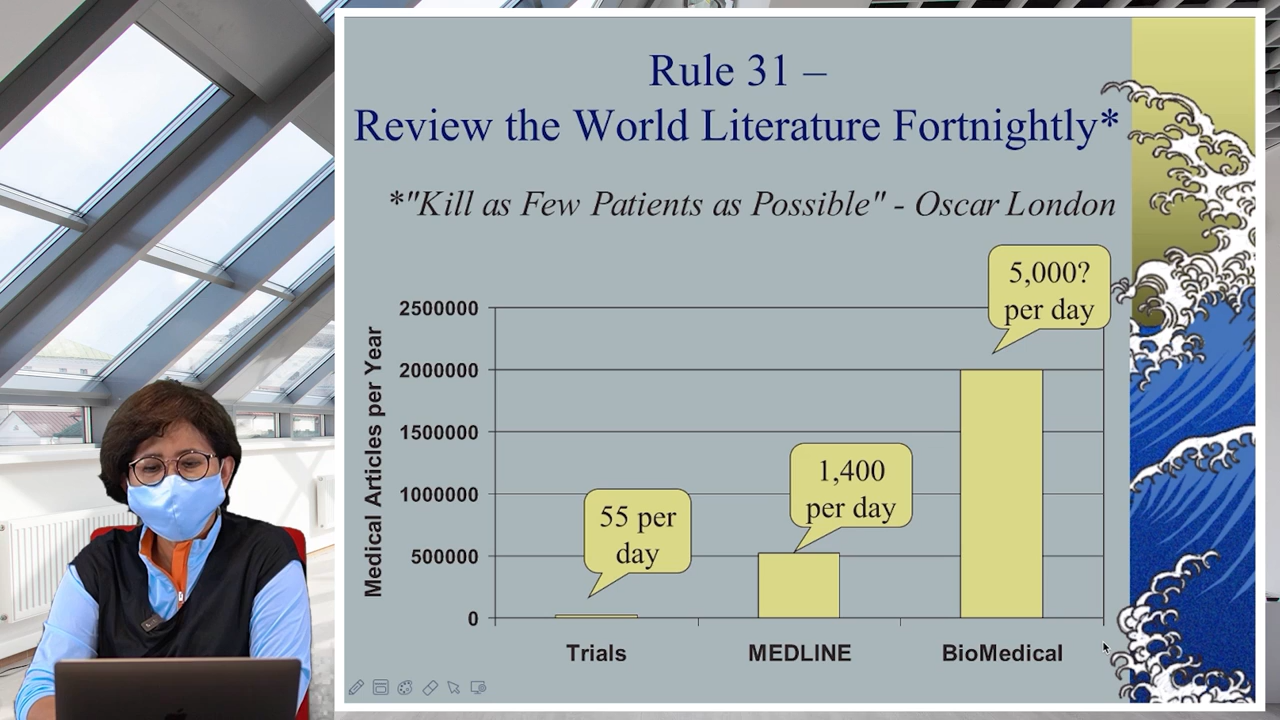 Rule 31 –
Review the World Literature Fortnightly*
*"Kill as Few Patients as Possible" - Oscar London
5,000?
per day
2500000
2000000
1500000
1000000
500000
0
Medical Articles per Year
1,400
per day
55 per
day
Trials
MEDLINE
BioMedical